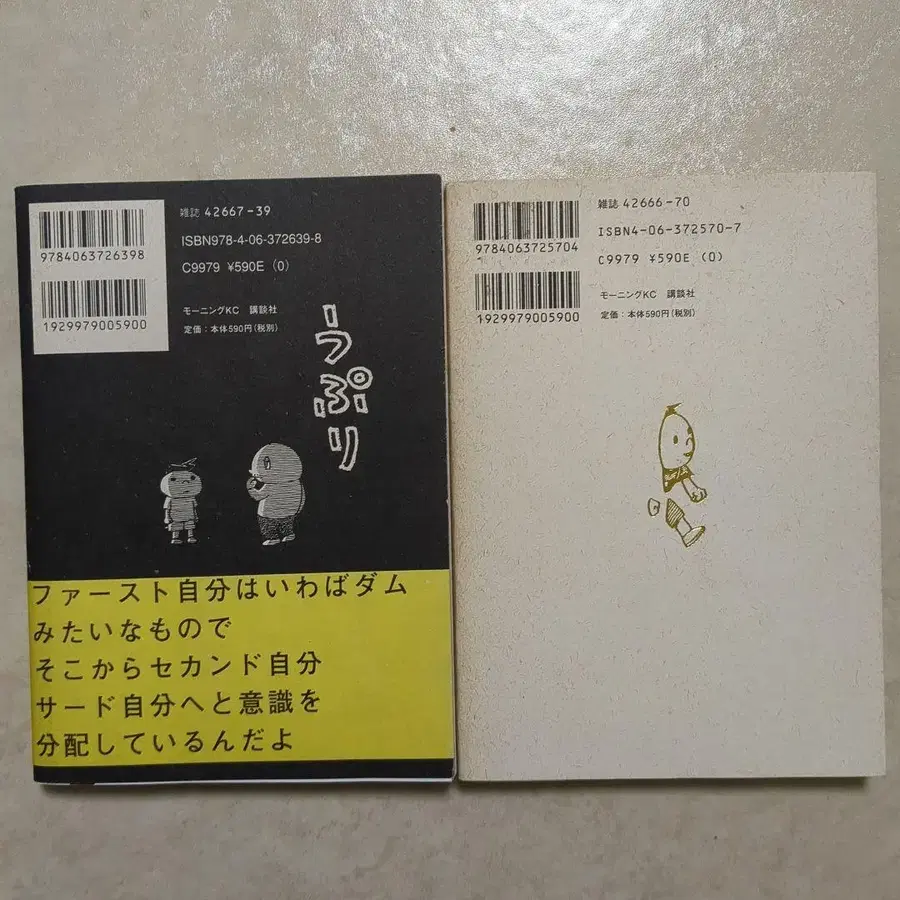 9784063726398
1929979005900
雑誌 42667-39
ISBN978-4-06-372639-8
C9979 ¥590E (0)
モーニングKC 講談社
定価:本体590円(税別)
うぷり
ファースト自分はいわばダム
みたいなもので
そこからセカンド自分
サード自分へと意識を
分配しているんだよ
9784063725704
1929979005900
雑誌 42666-70
ISBN4-06-372570-7
C9979 ¥590E (0)
モーニングKC 講談社
定価:本体590円(税別)